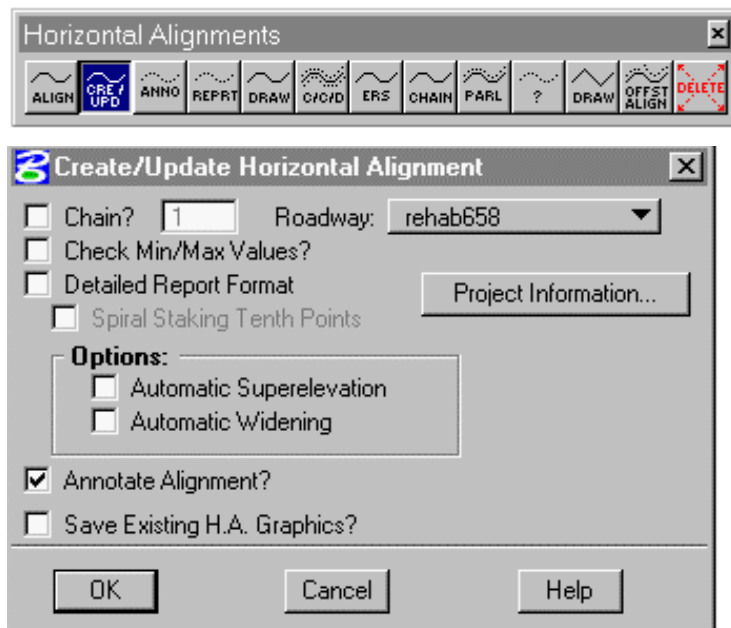 Horizontal Alignments
ALIGN CRE/UPD ANNO REPRT DRAW C/C/D ERS CHAIN PARL ? DRAW OFFST ALIGN DELETE
Create/Update Horizontal Alignment
Chain? 1 Roadway: rehab658
Check Min/Max Values?
Detailed Report Format
Project Information...
Spiral Staking Tenth Points
Options:
Automatic Superelevation
Automatic Widening
Annotate Alignment?
Save Existing H.A. Graphics?
OK Cancel Help